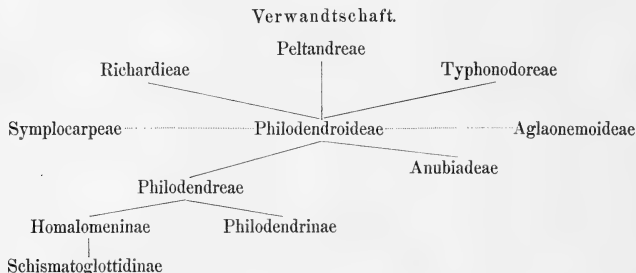 Verwandtschaft.
Peltandreae
Richardieae Typhonodoreae
Symplocarpeae Philodendroideae Aglaonemoideae
Anubiadeae
Philodendreae
Homalomeninae Philodendrinae
Schismatoglottidinae